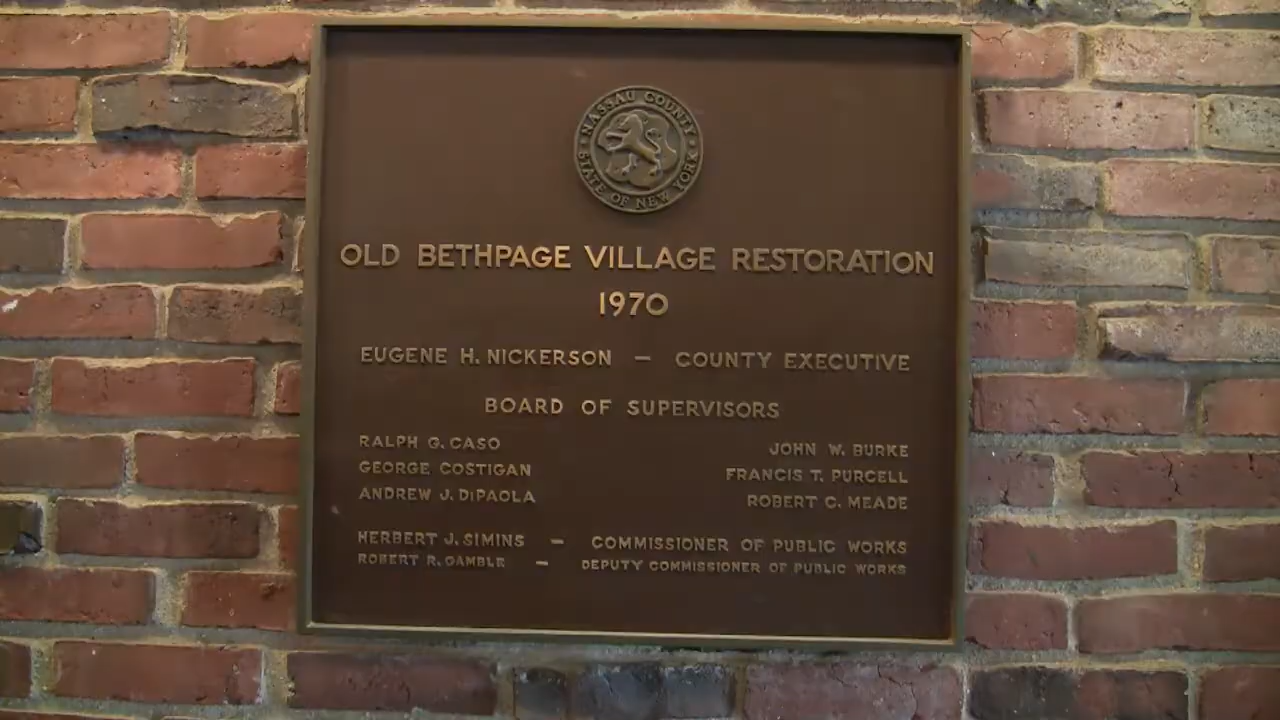 NASSAU COUNTY
STATE OF NEW YORK
OLD BETHPAGE VILLAGE RESTORATION
1970
EUGENE H. NICKERSON — COUNTY EXECUTIVE
BOARD OF SUPERVISORS
RALPH G. CASO JOHN W. BURKE
GEORGE COSTIGAN FRANCIS T. PURCELL
ANDREW J. DiPAOLA ROBERT C. MEADE
HERBERT J. SIMINS — COMMISSIONER OF PUBLIC WORKS
ROBERT R. GAMBLE — DEPUTY COMMISSIONER OF PUBLIC WORKS